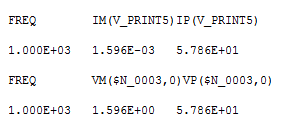 FREQ IM(V_PRINT5)IP(V_PRINT5)
1.000E+03 1.596E-03 5.786E+01
FREQ VM($N_0003,0)VP($N_0003,0)
1.000E+03 1.596E+00 5.786E+01